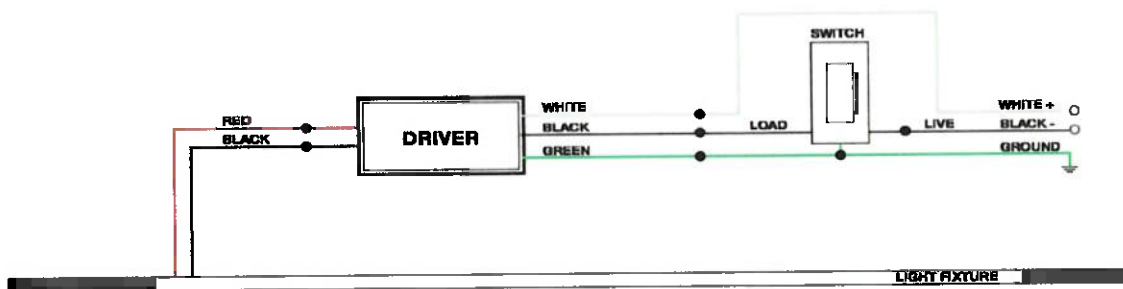 SWITCH
WHITE
WHITE +
RED
BLACK
LOAD
LIVE
BLACK -
BLACK
DRIVER
GREEN
GROUND
LIGHT FIXTURE